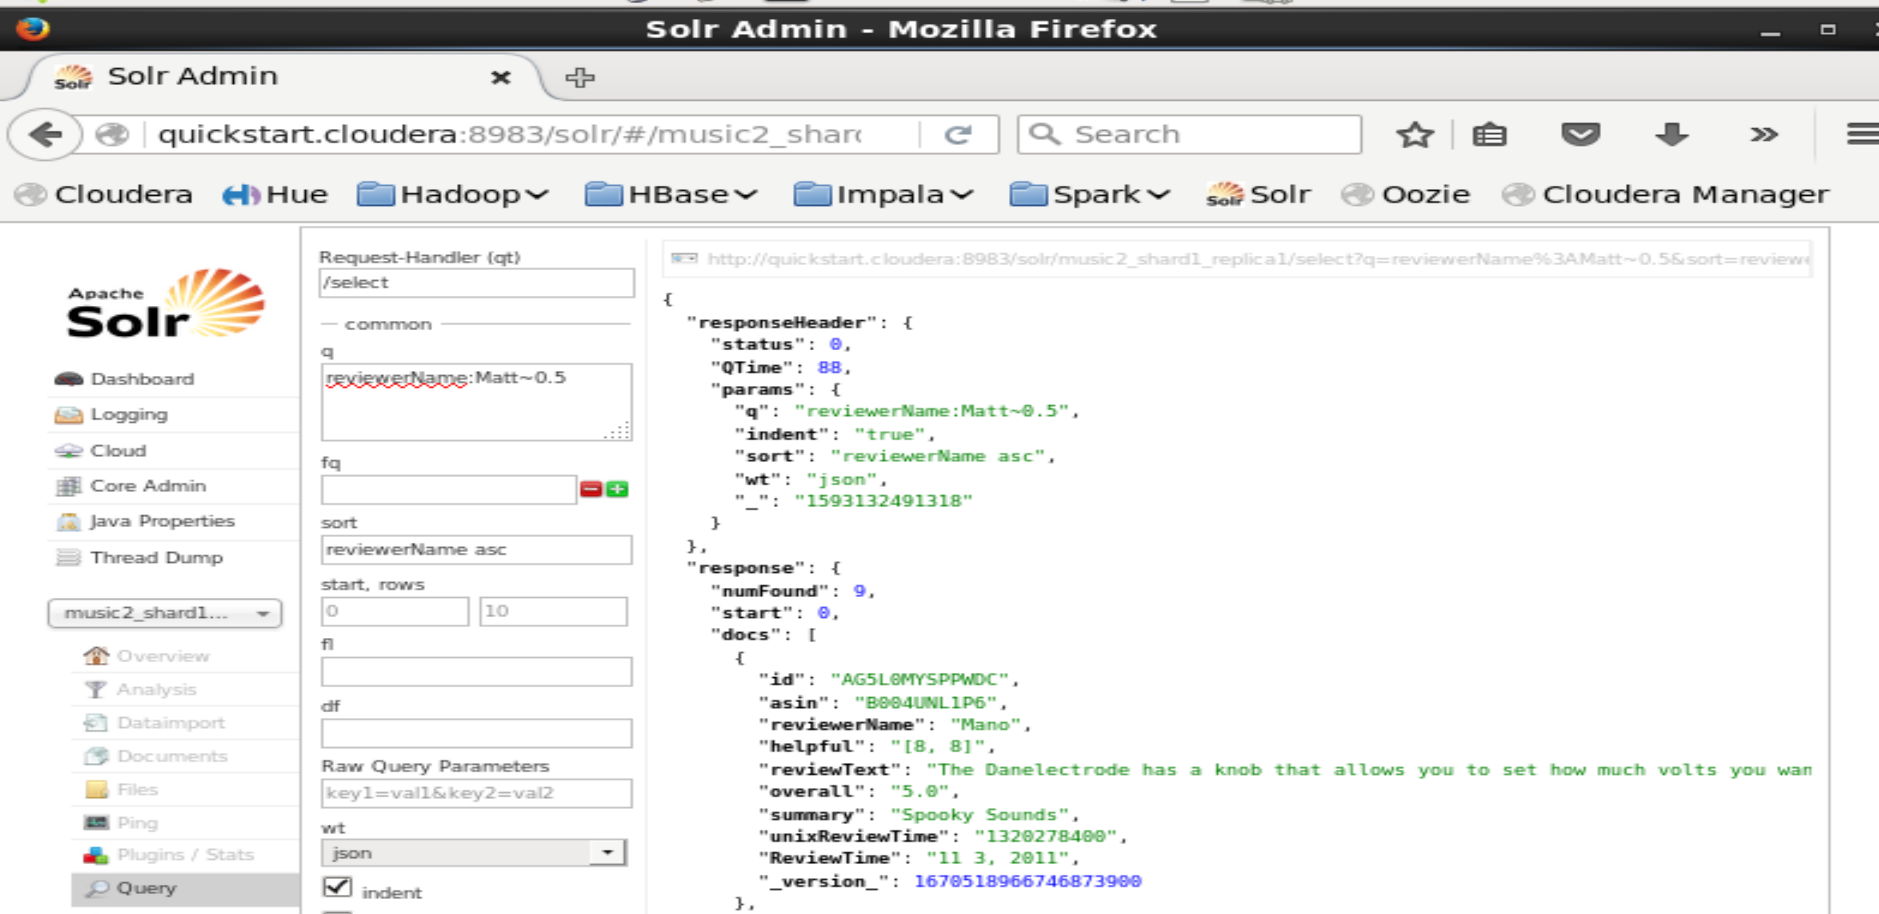 Solr Admin - Mozilla Firefox
Solr Solr Admin
quickstart.cloudera:8983/solr/#/music2_shard
Search
Cloudera Hue Hadoop HBase Impala Spark Solr Solr Oozie Cloudera Manager
Apache
Solr
Dashboard
Logging
Cloud
Core Admin
Java Properties
Thread Dump
music2_shard1...
Overview
Analysis
Dataimport
Documents
Files
Ping
Plugins / Stats
Query
Request-Handler (qt)
/select
common
q
reviewerName:Matt~0.5
fq
sort
reviewerName asc
start, rows
0 10
fl
df
Raw Query Parameters
key1=val1&key2=val2
wt
json
indent
http://quickstart.cloudera:8983/solr/music2_shard1_replica1/select?q=reviewerName%3AMatt~0.5&sort=reviewe
{
"responseHeader": {
"status": 0,
"QTime": 88,
"params": {
"q": "reviewerName:Matt~0.5",
"indent": "true",
"sort": "reviewerName asc",
"wt": "json",
"_": "1593132491318"
}
},
"response": {
"numFound": 9,
"start": 0,
"docs": [
{
"id": "AG5L0MYSPPWDC",
"asin": "B004UNL1P6",
"reviewerName": "Mano",
"helpful": "[8, 8]",
"reviewText": "The Danelectrode has a knob that allows you to set how much volts you wan
"overall": "5.0",
"summary": "Spooky Sounds",
"unixReviewTime": "1320278400",
"ReviewTime": "11 3, 2011",
"_version_": 1670518966746873900
},